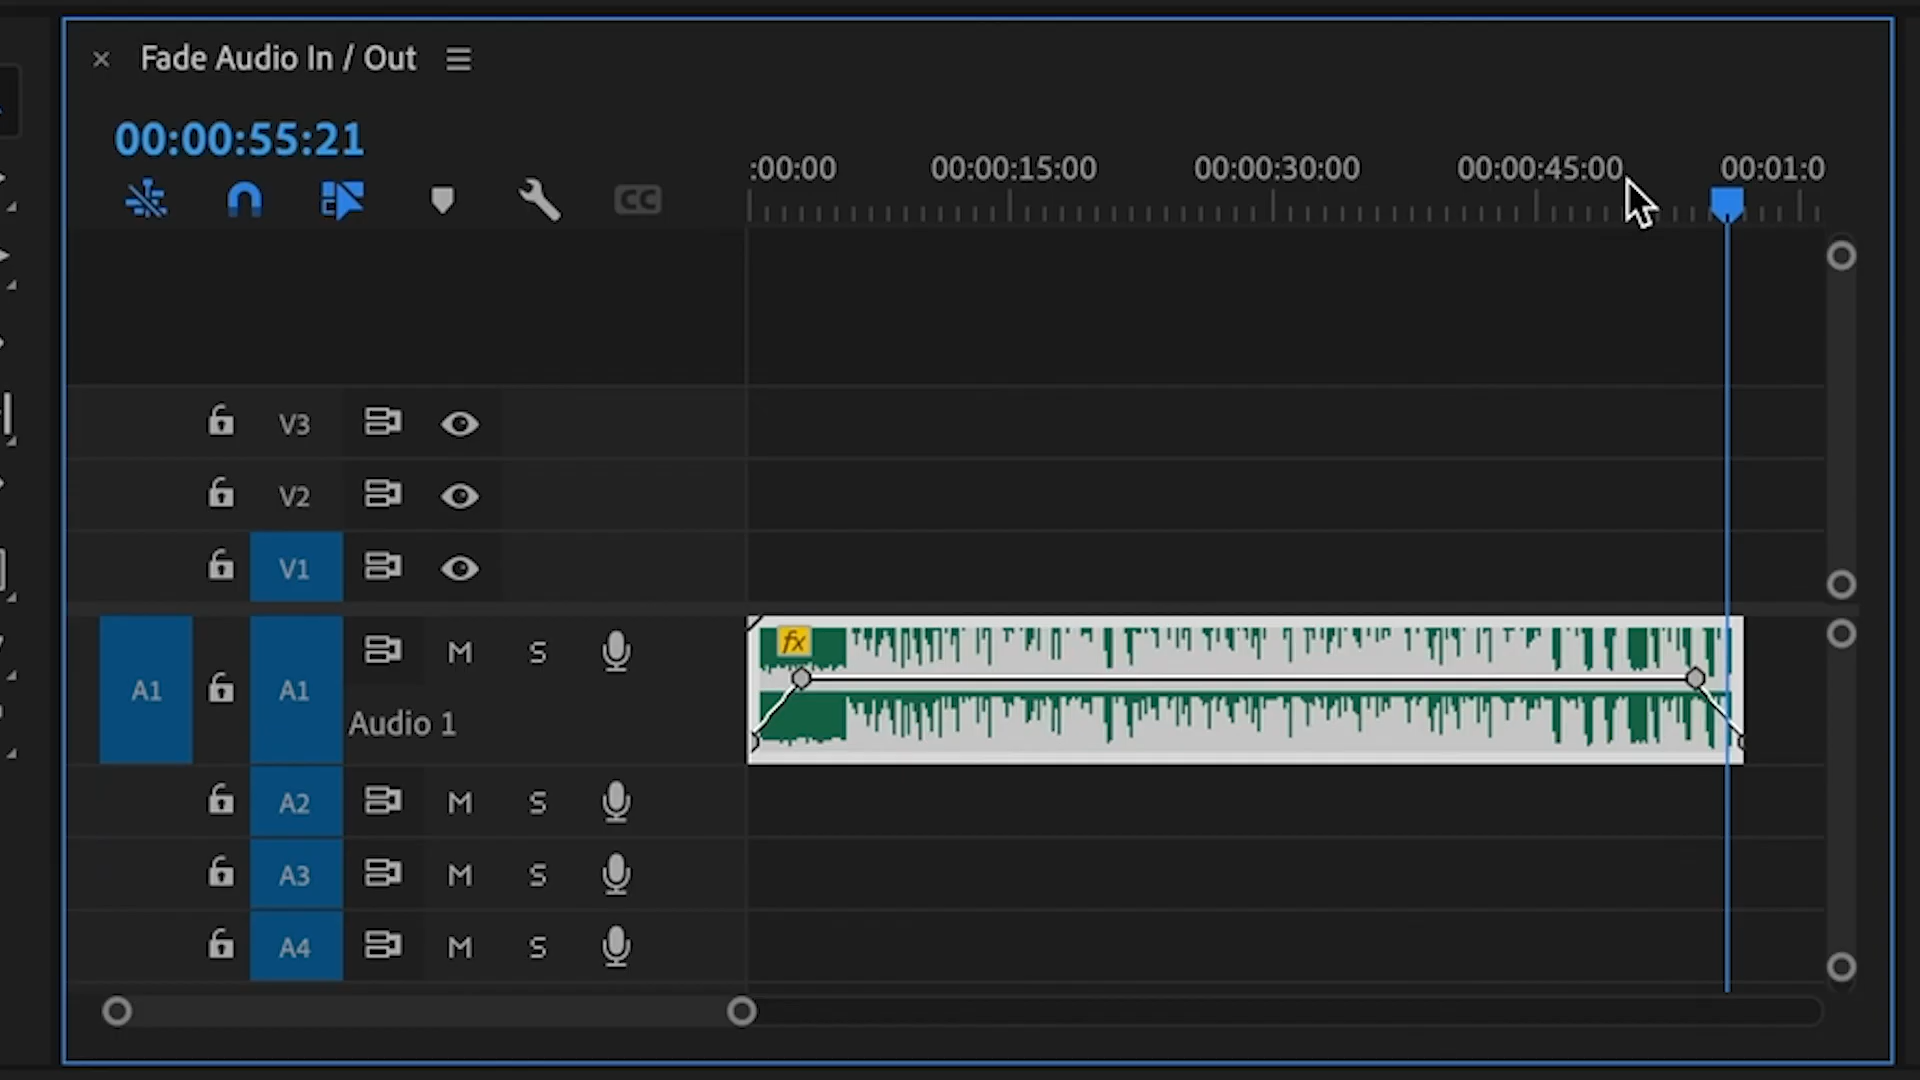 × Fade Audio In / Out
00:00:55:21
:00:00 00:00:15:00 00:00:30:00 00:00:45:00 00:01:0
CC
V3
V2
V1
fx
A1 A1 M S
Audio 1
A2 M S
A3 M S
A4 M S